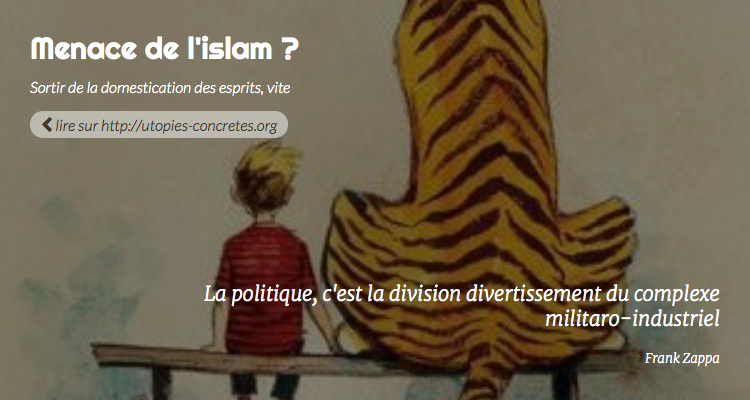 Menace de l'islam ?
Sortir de la domestication des esprits, vite
lire sur http://utopies-concretes.org
La politique, c'est la division divertissement du complexe
militaro-industriel
Frank Zappa